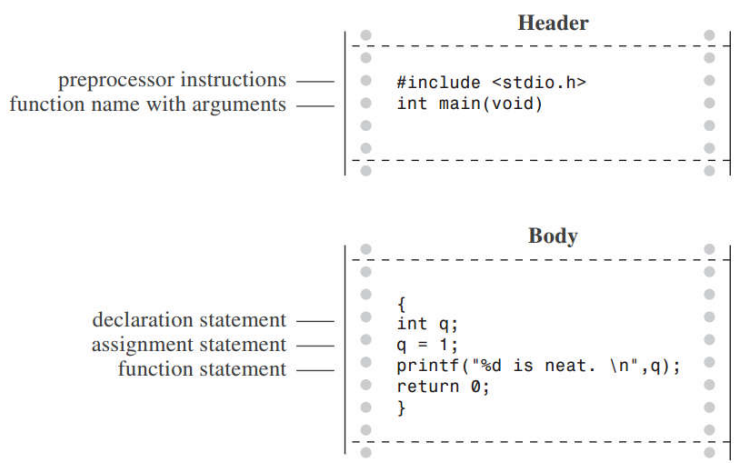 Header
preprocessor instructions
#include <stdio.h>
function name with arguments
int main(void)
Body
{
declaration statement
int q;
assignment statement
q = 1;
function statement
printf("%d is neat. \n",q);
return 0;
}